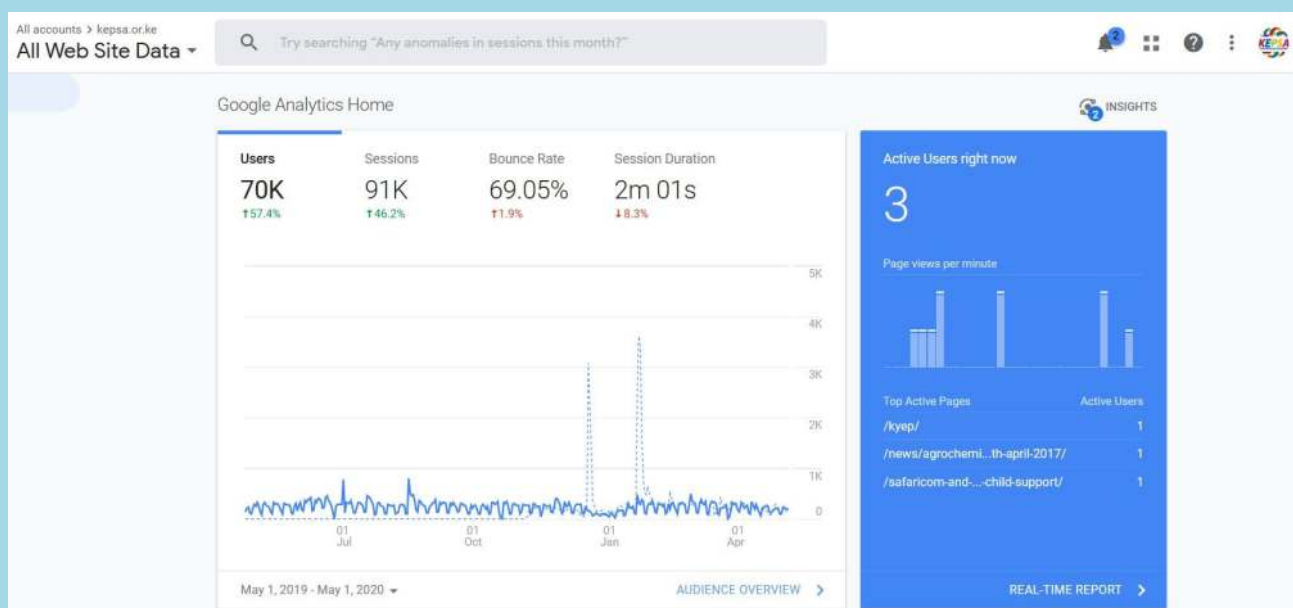 All accounts > kepsa.or.ke
All Web Site Data
Try searching "Any anomalies in sessions this month?"
2
KEPSA
Google Analytics Home
2 INSIGHTS
Users Sessions Bounce Rate Session Duration
70K 91K 69.05% 2m 01s
↑57.4% ↑46.2% ↑1.9% ↓8.3%
5K
4K
3K
2K
1K
0
01 Jul
01 Oct
01 Jan
01 Apr
May 1, 2019 - May 1, 2020
AUDIENCE OVERVIEW >
Active Users right now
3
Page views per minute
Top Active Pages Active Users
/kyep/ 1
/news/agrochemi...th-april-2017/ 1
/safaricom-and-...-child-support/ 1
REAL-TIME REPORT >